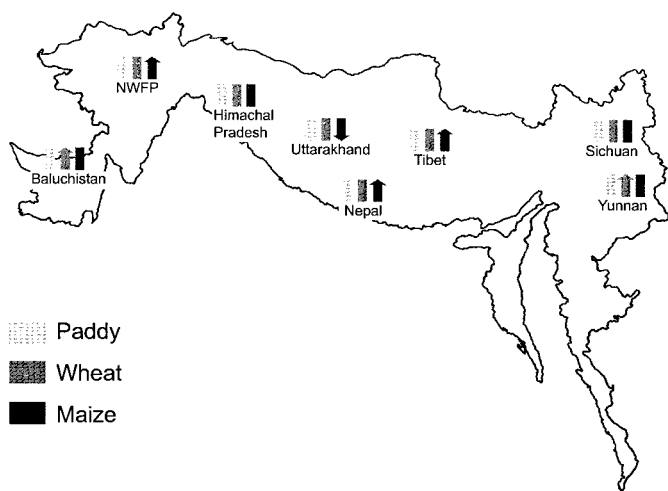 NWFP
Himachal
Pradesh
Uttarakhand
Tibet
Sichuan
Baluchistan
Nepal
Yunnan
Paddy
Wheat
Maize